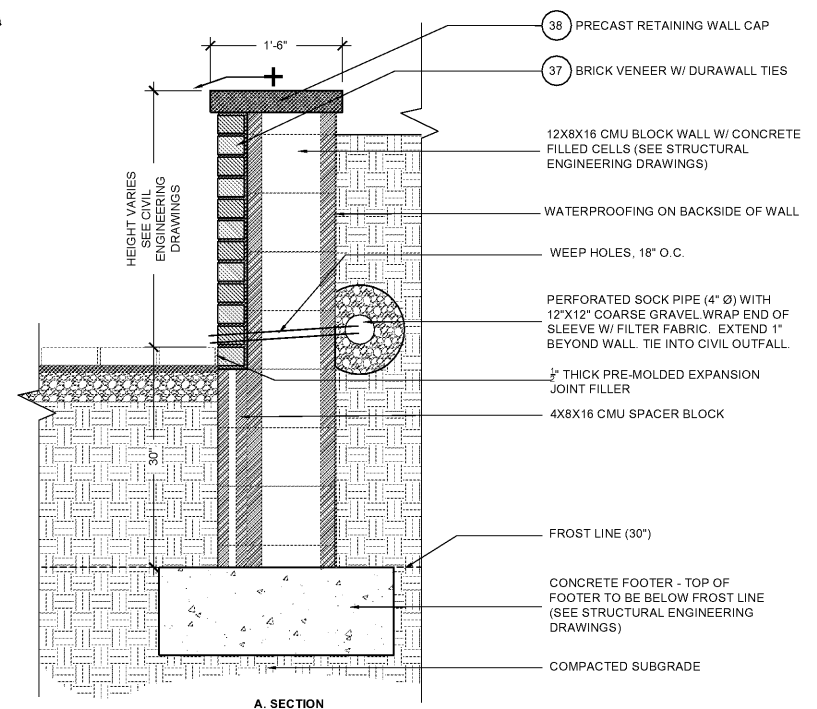 1'-6"
38 PRECAST RETAINING WALL CAP
37 BRICK VENEER W/ DURAWALL TIES
12X8X16 CMU BLOCK WALL W/ CONCRETE
FILLED CELLS (SEE STRUCTURAL
ENGINEERING DRAWINGS)
HEIGHT VARIES
SEE CIVIL
ENGINEERING
DRAWINGS
WATERPROOFING ON BACKSIDE OF WALL
WEEP HOLES, 18" O.C.
PERFORATED SOCK PIPE (4" Ø) WITH
12"X12" COARSE GRAVEL.WRAP END OF
SLEEVE W/ FILTER FABRIC. EXTEND 1"
BEYOND WALL. TIE INTO CIVIL OUTFALL.
½" THICK PRE-MOLDED EXPANSION
JOINT FILLER
4X8X16 CMU SPACER BLOCK
30"
FROST LINE (30")
CONCRETE FOOTER - TOP OF
FOOTER TO BE BELOW FROST LINE
(SEE STRUCTURAL ENGINEERING
DRAWINGS)
COMPACTED SUBGRADE
A. SECTION